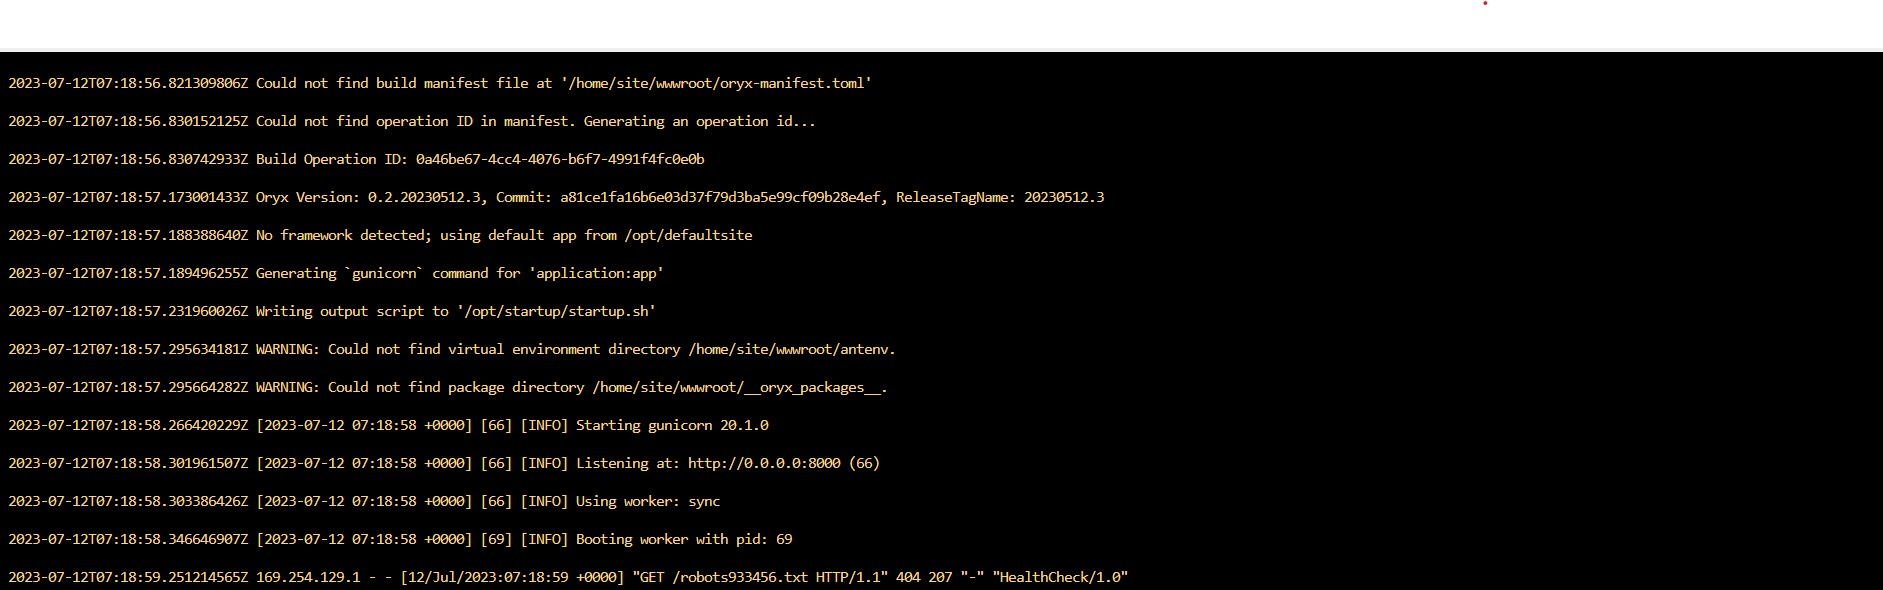 2023-07-12T07:18:56.821309806Z Could not find build manifest file at '/home/site/wwwroot/oryx-manifest.toml'
2023-07-12T07:18:56.830152125Z Could not find operation ID in manifest. Generating an operation id...
2023-07-12T07:18:56.830742933Z Build Operation ID: 0a46be67-4cc4-4076-b6f7-4991f4fc0e0b
2023-07-12T07:18:57.173001433Z Oryx Version: 0.2.20230512.3, Commit: a81ce1fa16b6e03d37f79d3ba5e99cf09b28e4ef, ReleaseTagName: 20230512.3
2023-07-12T07:18:57.188388640Z No framework detected; using default app from /opt/defaultsite
2023-07-12T07:18:57.189496255Z Generating `gunicorn` command for 'application:app'
2023-07-12T07:18:57.231960026Z Writing output script to '/opt/startup/startup.sh'
2023-07-12T07:18:57.295634181Z WARNING: Could not find virtual environment directory /home/site/wwwroot/antenv.
2023-07-12T07:18:57.295664282Z WARNING: Could not find package directory /home/site/wwwroot/__oryx_packages__.
2023-07-12T07:18:58.266420229Z [2023-07-12 07:18:58 +0000] [66] [INFO] Starting gunicorn 20.1.0
2023-07-12T07:18:58.301961507Z [2023-07-12 07:18:58 +0000] [66] [INFO] Listening at: http://0.0.0.0:8000 (66)
2023-07-12T07:18:58.303386426Z [2023-07-12 07:18:58 +0000] [66] [INFO] Using worker: sync
2023-07-12T07:18:58.346646907Z [2023-07-12 07:18:58 +0000] [69] [INFO] Booting worker with pid: 69
2023-07-12T07:18:59.251214565Z 169.254.129.1 - - [12/Jul/2023:07:18:59 +0000] "GET /robots933456.txt HTTP/1.1" 404 207 "-" "HealthCheck/1.0"